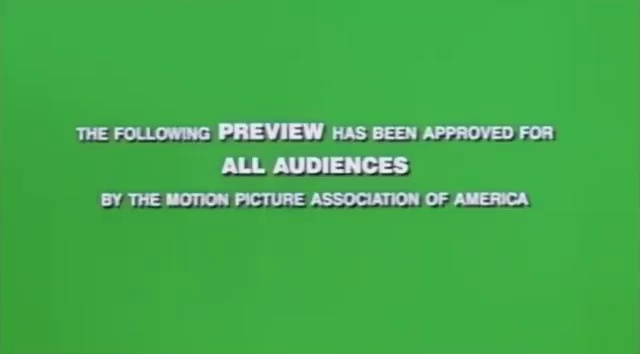 THE FOLLOWING PREVIEW HAS BEEN APPROVED FOR
ALL AUDIENCES
BY THE MOTION PICTURE ASSOCIATION OF AMERICA